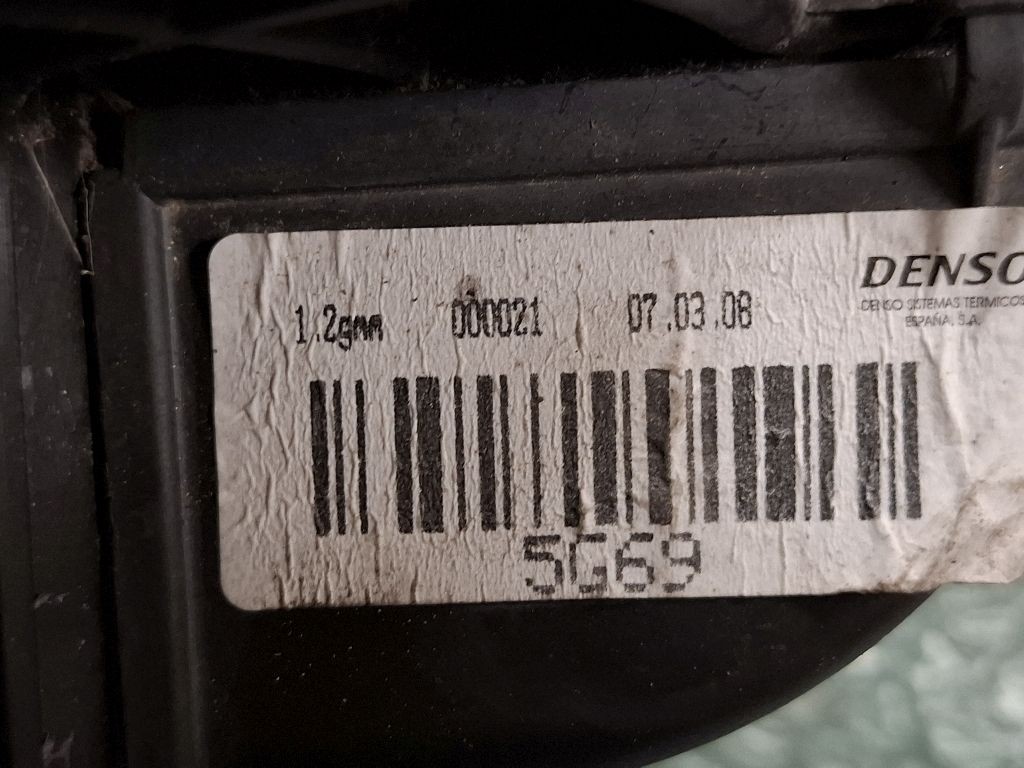 DENSO
DENSO SISTEMAS TERMICOS
ESPAÑA, S.A.
1.2gmm 000021 07.03.08
5G69